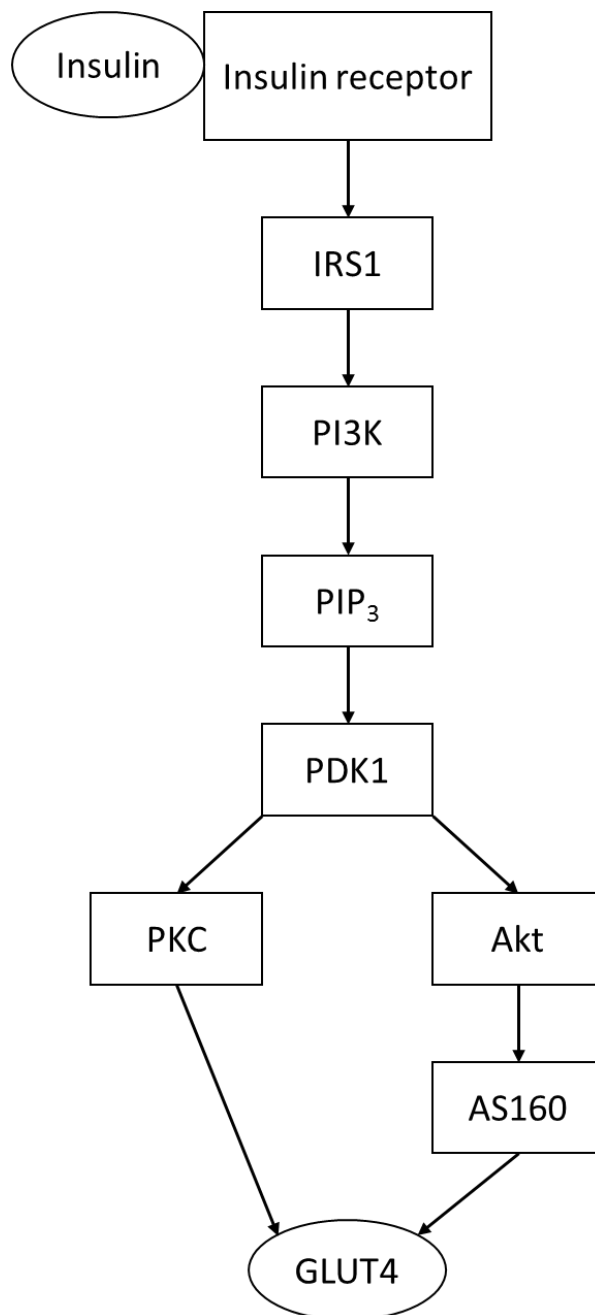 Insulin
Insulin receptor
IRS1
PI3K
PIP₃
PDK1
PKC
Akt
AS160
GLUT4